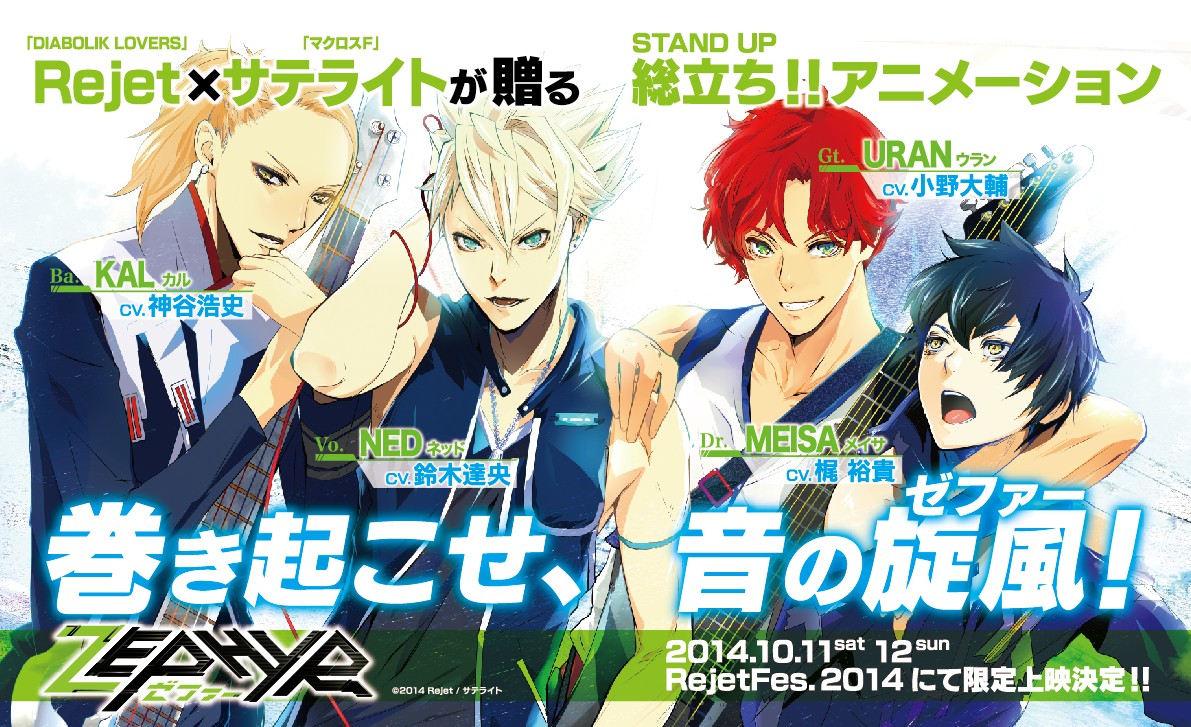 「DIABOLIK LOVERS」 「マクロスF」
Rejet×サテライトが贈る
STAND UP
総立ち!!アニメーション
Gt. URAN ウラン
CV.小野大輔
Ba. KAL カル
CV.神谷浩史
Vo. NED ネッド
CV.鈴木達央
Dr. MEISA メイサ
CV.梶 裕貴
ゼファー
巻き起こせ、音の旋風!
ZEPHYR
ゼファー
©2014 Rejet / サテライト
2014.10.11sat 12sun
RejetFes.2014にて限定上映決定!!